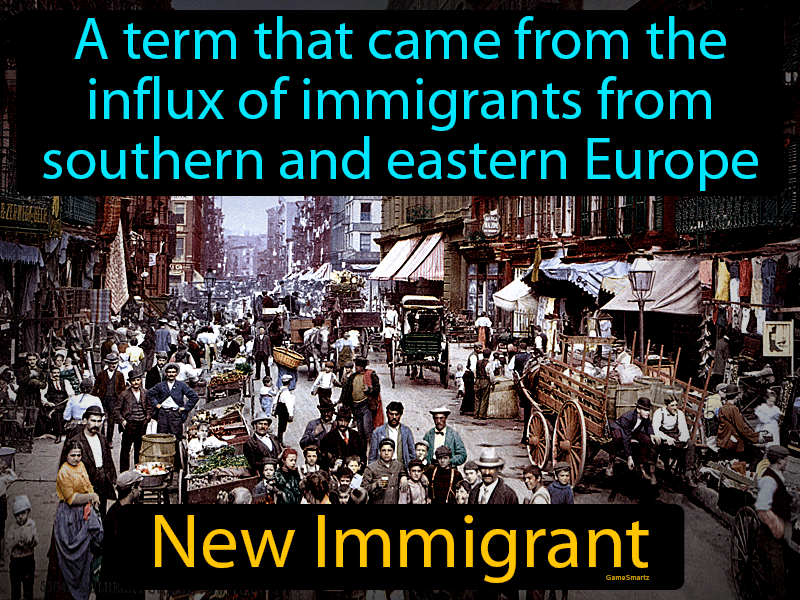 A term that came from the
influx of immigrants from
southern and eastern Europe
New Immigrant
GameSmartz